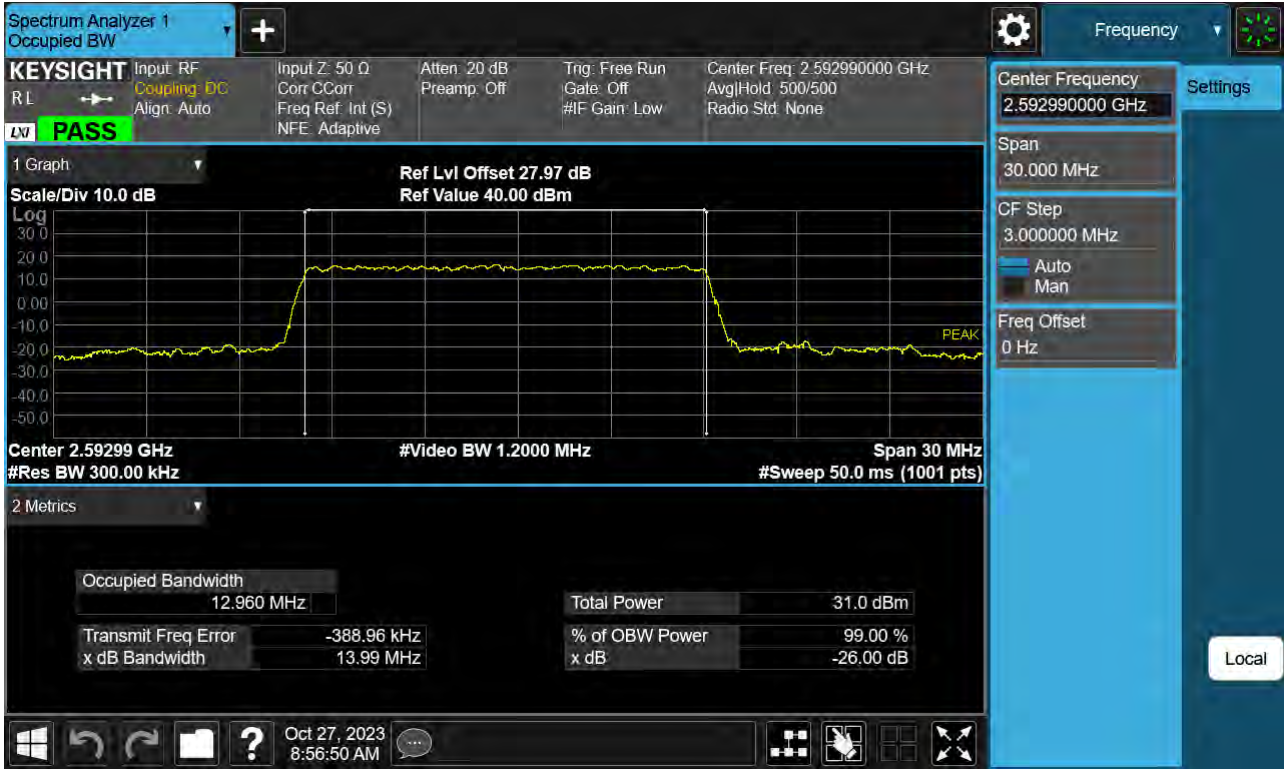 Spectrum Analyzer 1
Occupied BW
Frequency
KEYSIGHT
R L
LXI
PASS
Input: RF
Coupling: DC
Align: Auto
Input Z: 50 Ω
Corr CCorr
Freq Ref: Int (S)
NFE: Adaptive
Atten: 20 dB
Preamp: Off
Trig: Free Run
Gate: Off
#IF Gain: Low
Center Freq: 2.592990000 GHz
Avg|Hold: 500/500
Radio Std: None
Center Frequency
2.592990000 GHz
Settings
Span
30.000 MHz
CF Step
3.000000 MHz
Auto
Man
Freq Offset
0 Hz
Local
1 Graph
Scale/Div 10.0 dB
Ref Lvl Offset 27.97 dB
Ref Value 40.00 dBm
Log
30.0
20.0
10.0
0.00
-10.0
-20.0
-30.0
-40.0
-50.0
PEAK
Center 2.59299 GHz
#Video BW 1.2000 MHz
Span 30 MHz
#Res BW 300.00 kHz
#Sweep 50.0 ms (1001 pts)
2 Metrics
Occupied Bandwidth
12.960 MHz
Total Power 31.0 dBm
Transmit Freq Error -388.96 kHz
% of OBW Power 99.00 %
x dB Bandwidth 13.99 MHz
x dB -26.00 dB
?
Oct 27, 2023
8:56:50 AM